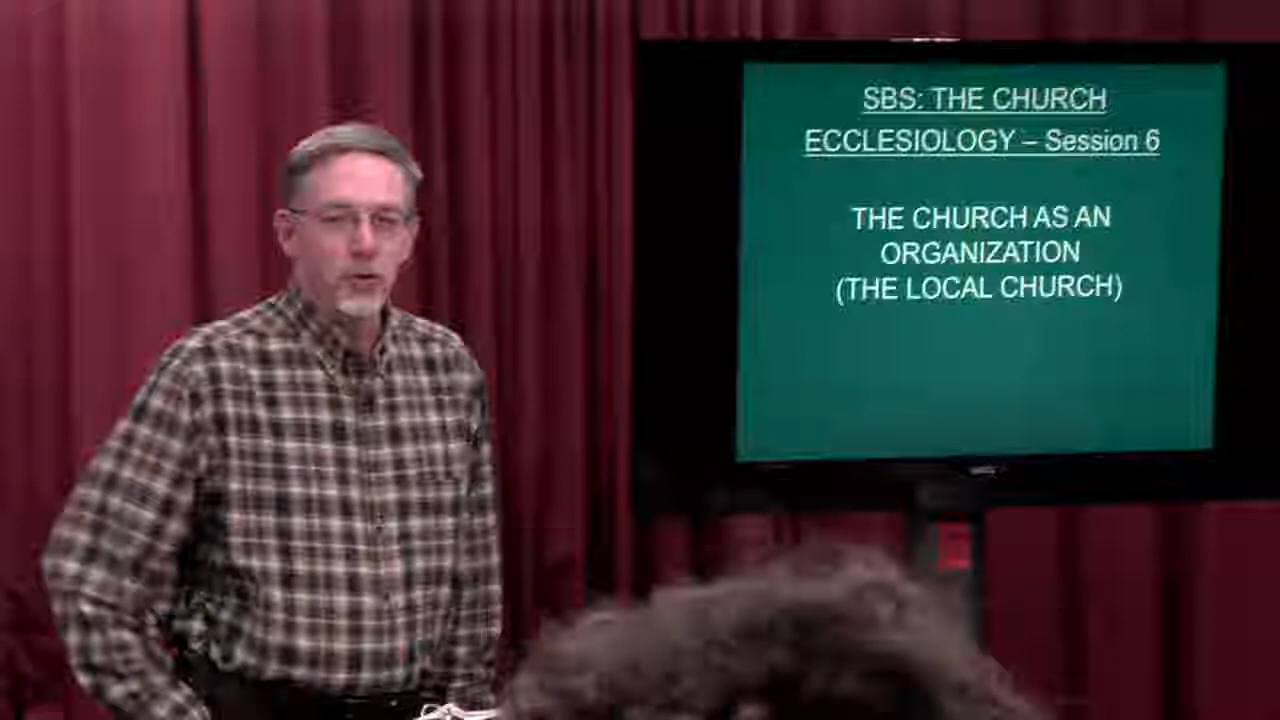 SBS: THE CHURCH
ECCLESIOLOGY – Session 6
THE CHURCH AS AN
ORGANIZATION
(THE LOCAL CHURCH)